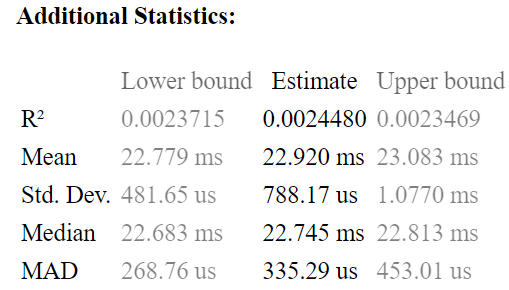 Additional Statistics:
Lower bound Estimate Upper bound
R² 0.0023715 0.0024480 0.0023469
Mean 22.779 ms 22.920 ms 23.083 ms
Std. Dev. 481.65 us 788.17 us 1.0770 ms
Median 22.683 ms 22.745 ms 22.813 ms
MAD 268.76 us 335.29 us 453.01 us